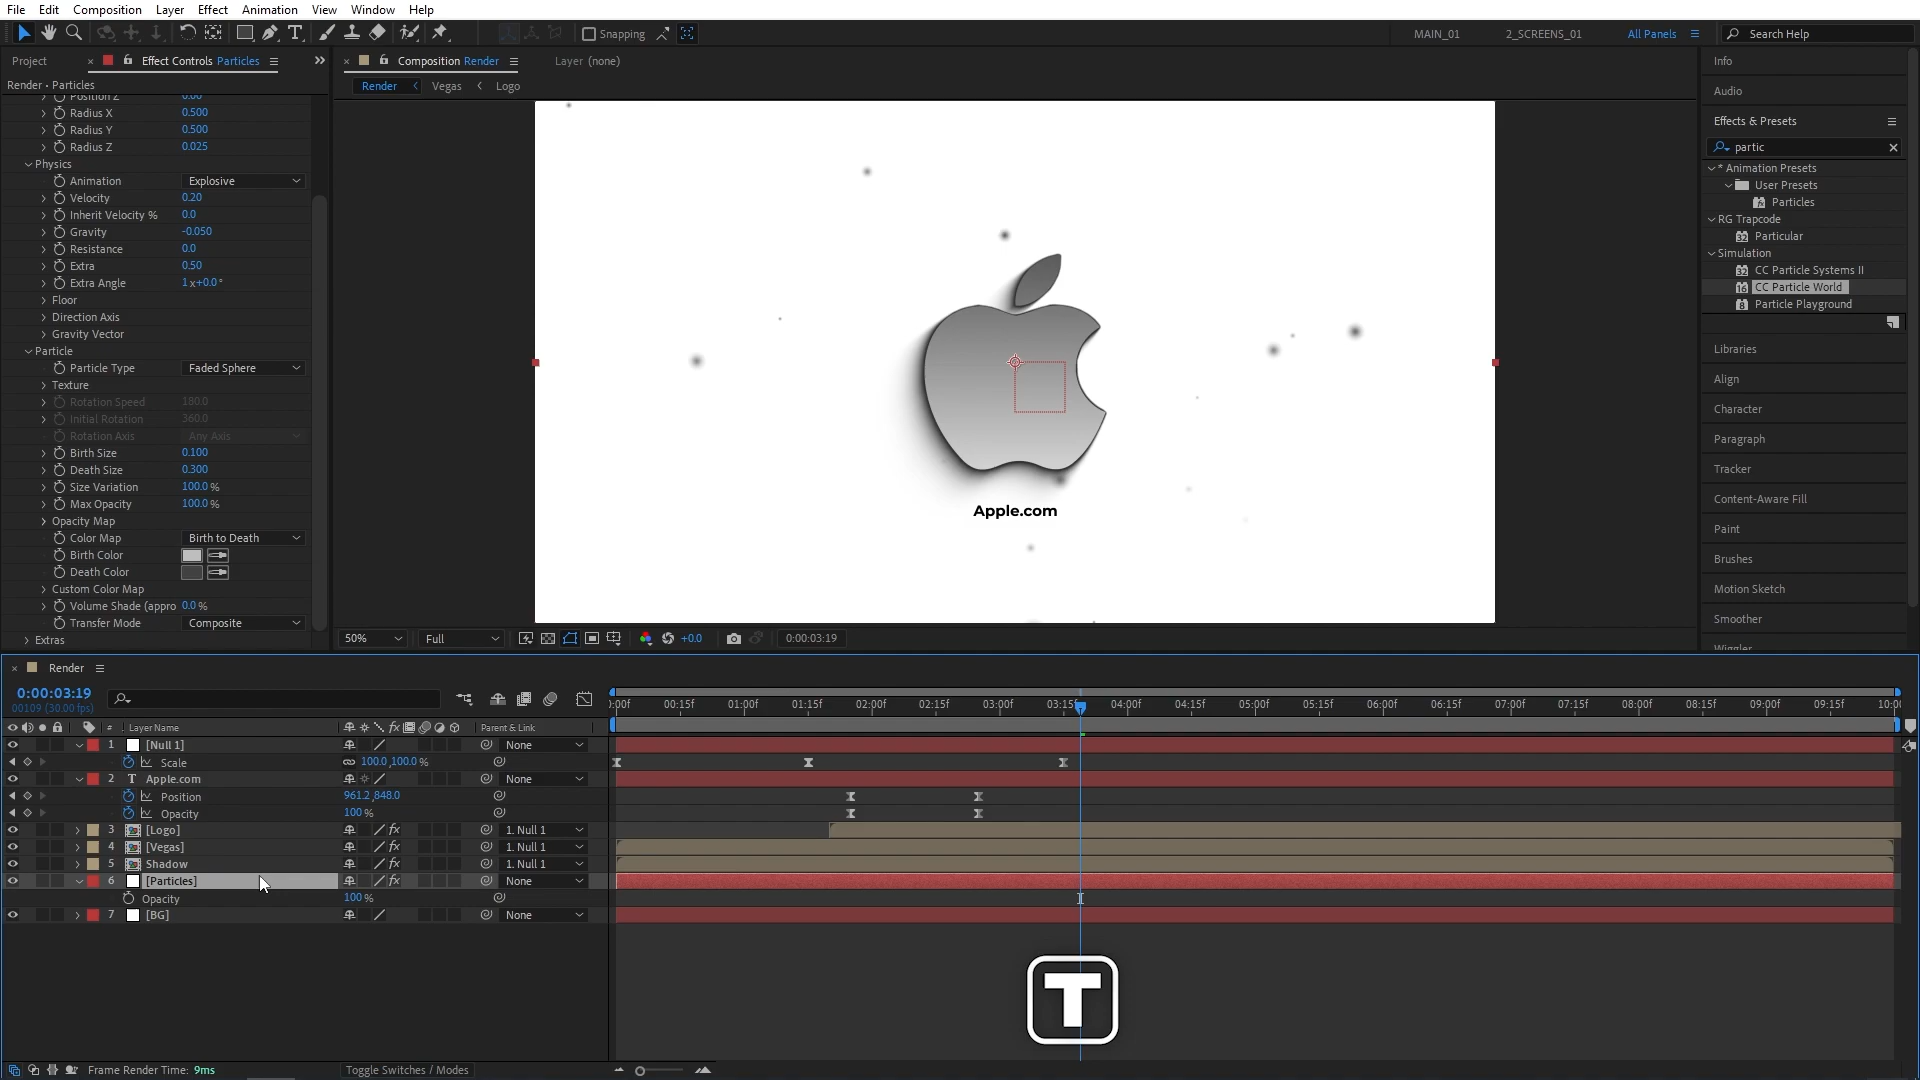 File Edit Composition Layer Effect Animation View Window Help
Snapping MAIN_01 2_SCREENS_01 All Panels Search Help
Project Effect Controls Particles
Render • Particles
Position Z 0.00
Radius X 0.500
Radius Y 0.500
Radius Z 0.025
Physics
Animation Explosive
Velocity 0.20
Inherit Velocity % 0.0
Gravity -0.050
Resistance 0.0
Extra 0.50
Extra Angle 1x+0.0°
Floor
Direction Axis
Gravity Vector
Particle
Particle Type Faded Sphere
Texture
Rotation Speed 180.0
Initial Rotation 360.0
Rotation Axis Any Axis
Birth Size 0.100
Death Size 0.300
Size Variation 100.0 %
Max Opacity 100.0 %
Opacity Map
Color Map Birth to Death
Birth Color
Death Color
Custom Color Map
Volume Shade (appro 0.0 %
Transfer Mode Composite
Extras
Composition Render Layer (none)
Render Vegas Logo
Apple.com
50% Full +0.0 0:00:03:19
Info
Audio
Effects & Presets
partic
* Animation Presets
User Presets
Particles
RG Trapcode
32 Particular
Simulation
32 CC Particle Systems II
16 CC Particle World
8 Particle Playground
Libraries
Align
Character
Paragraph
Tracker
Content-Aware Fill
Paint
Brushes
Motion Sketch
Smoother
Wiggler
Render
0:00:03:19
00109 (30.00 fps)
:00f 00:15f 01:00f 01:15f 02:00f 02:15f 03:00f 03:15f 04:00f 04:15f 05:00f 05:15f 06:00f 06:15f 07:00f 07:15f 08:00f 08:15f 09:00f 09:15f 10:00
# Layer Name fx Parent & Link
1 [Null 1] None
Scale 100.0,100.0 %
2 T Apple.com None
Position 961.2,848.0
Opacity 100 %
3 [Logo] fx 1. Null 1
4 [Vegas] fx 1. Null 1
5 Shadow fx 1. Null 1
6 [Particles] fx None
Opacity 100 %
7 [BG] None
T
Frame Render Time: 9ms Toggle Switches / Modes